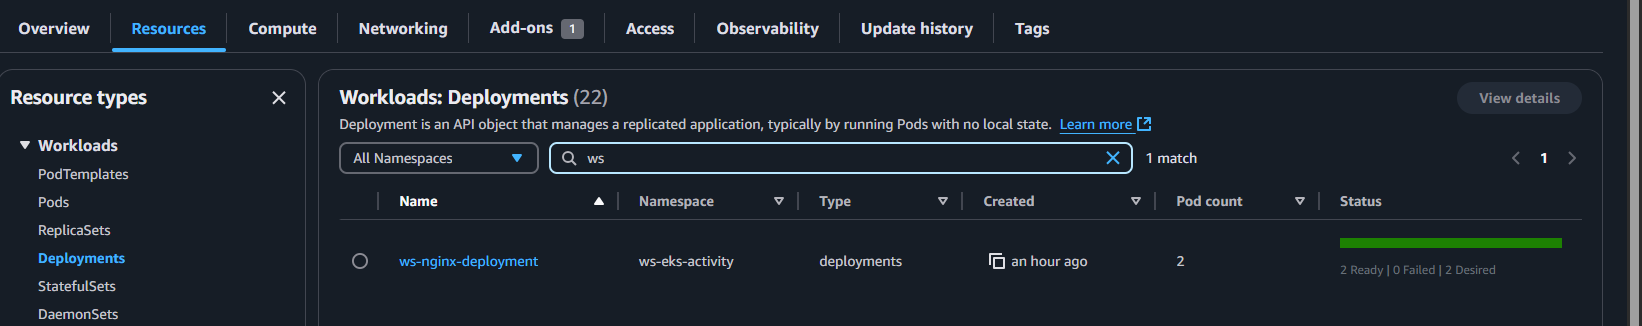 Overview Resources Compute Networking Add-ons 1 Access Observability Update history Tags
Resource types
Workloads
PodTemplates
Pods
ReplicaSets
Deployments
StatefulSets
DaemonSets
Workloads: Deployments (22)
View details
Deployment is an API object that manages a replicated application, typically by running Pods with no local state. Learn more
All Namespaces ws 1 match 1
Name Namespace Type Created Pod count Status
ws-nginx-deployment ws-eks-activity deployments an hour ago 2
2 Ready | 0 Failed | 2 Desired